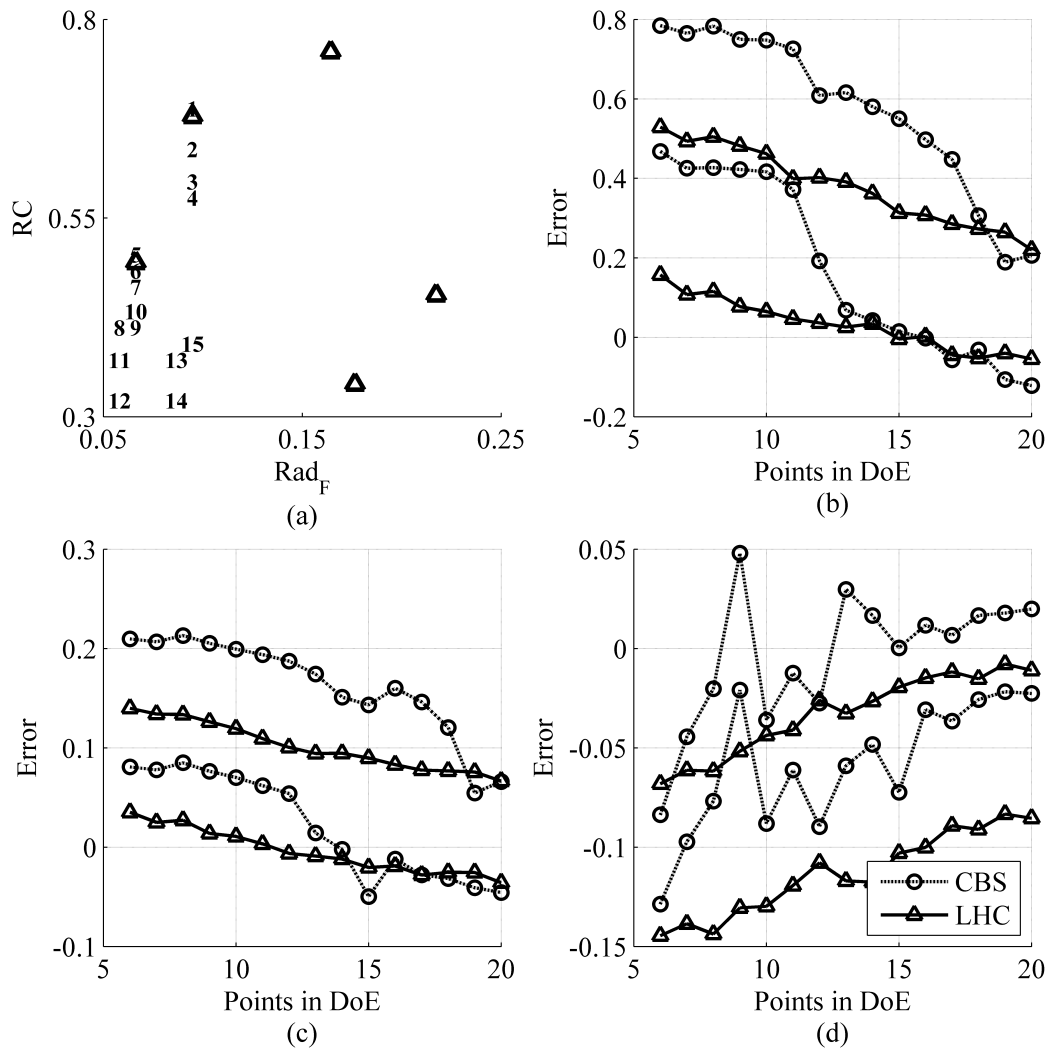 0.8
1
2
3
4
0.55
RC
5
6
7
10
8 9
15
11 13
12 14
0.3
0.05 0.15 0.25
Rad_F
(a)
0.8
0.6
0.4
0.2
0
-0.2
Error
5 10 15 20
Points in DoE
(b)
0.3
0.2
0.1
0
-0.1
Error
5 10 15 20
Points in DoE
(c)
0.05
0
-0.05
-0.1
-0.15
Error
CBS
LHC
5 10 15 20
Points in DoE
(d)